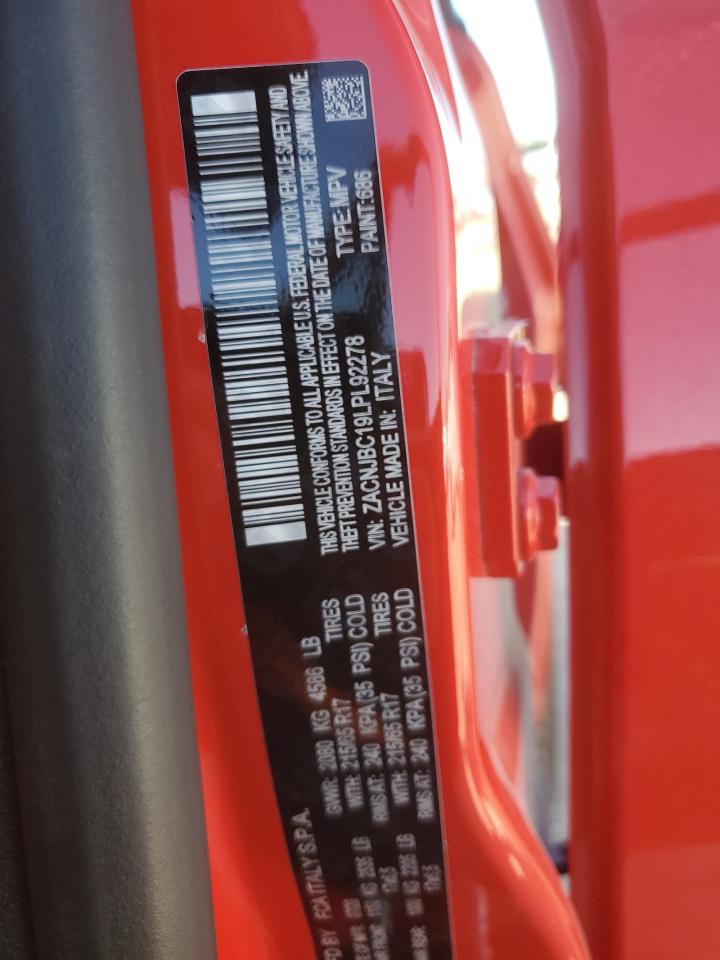 FD BY FCA ITALY S.P.A.
GVWR: 2080 KG 4586 LB
WITH: 215/65 R17 TIRES
RIMS AT: 240 KPA(35 PSI) COLD
WITH: 215/65 R17 TIRES
RIMS AT: 240 KPA(35 PSI) COLD
THIS VEHICLE CONFORMS TO ALL APPLICABLE U.S. FEDERAL MOTOR VEHICLE SAFETY AND
THEFT PREVENTION STANDARDS IN EFFECT ON THE DATE OF MANUFACTURE SHOWN ABOVE.
VIN: ZACNJBC19LPL92278 TYPE: MPV
VEHICLE MADE IN: ITALY PAINT:686